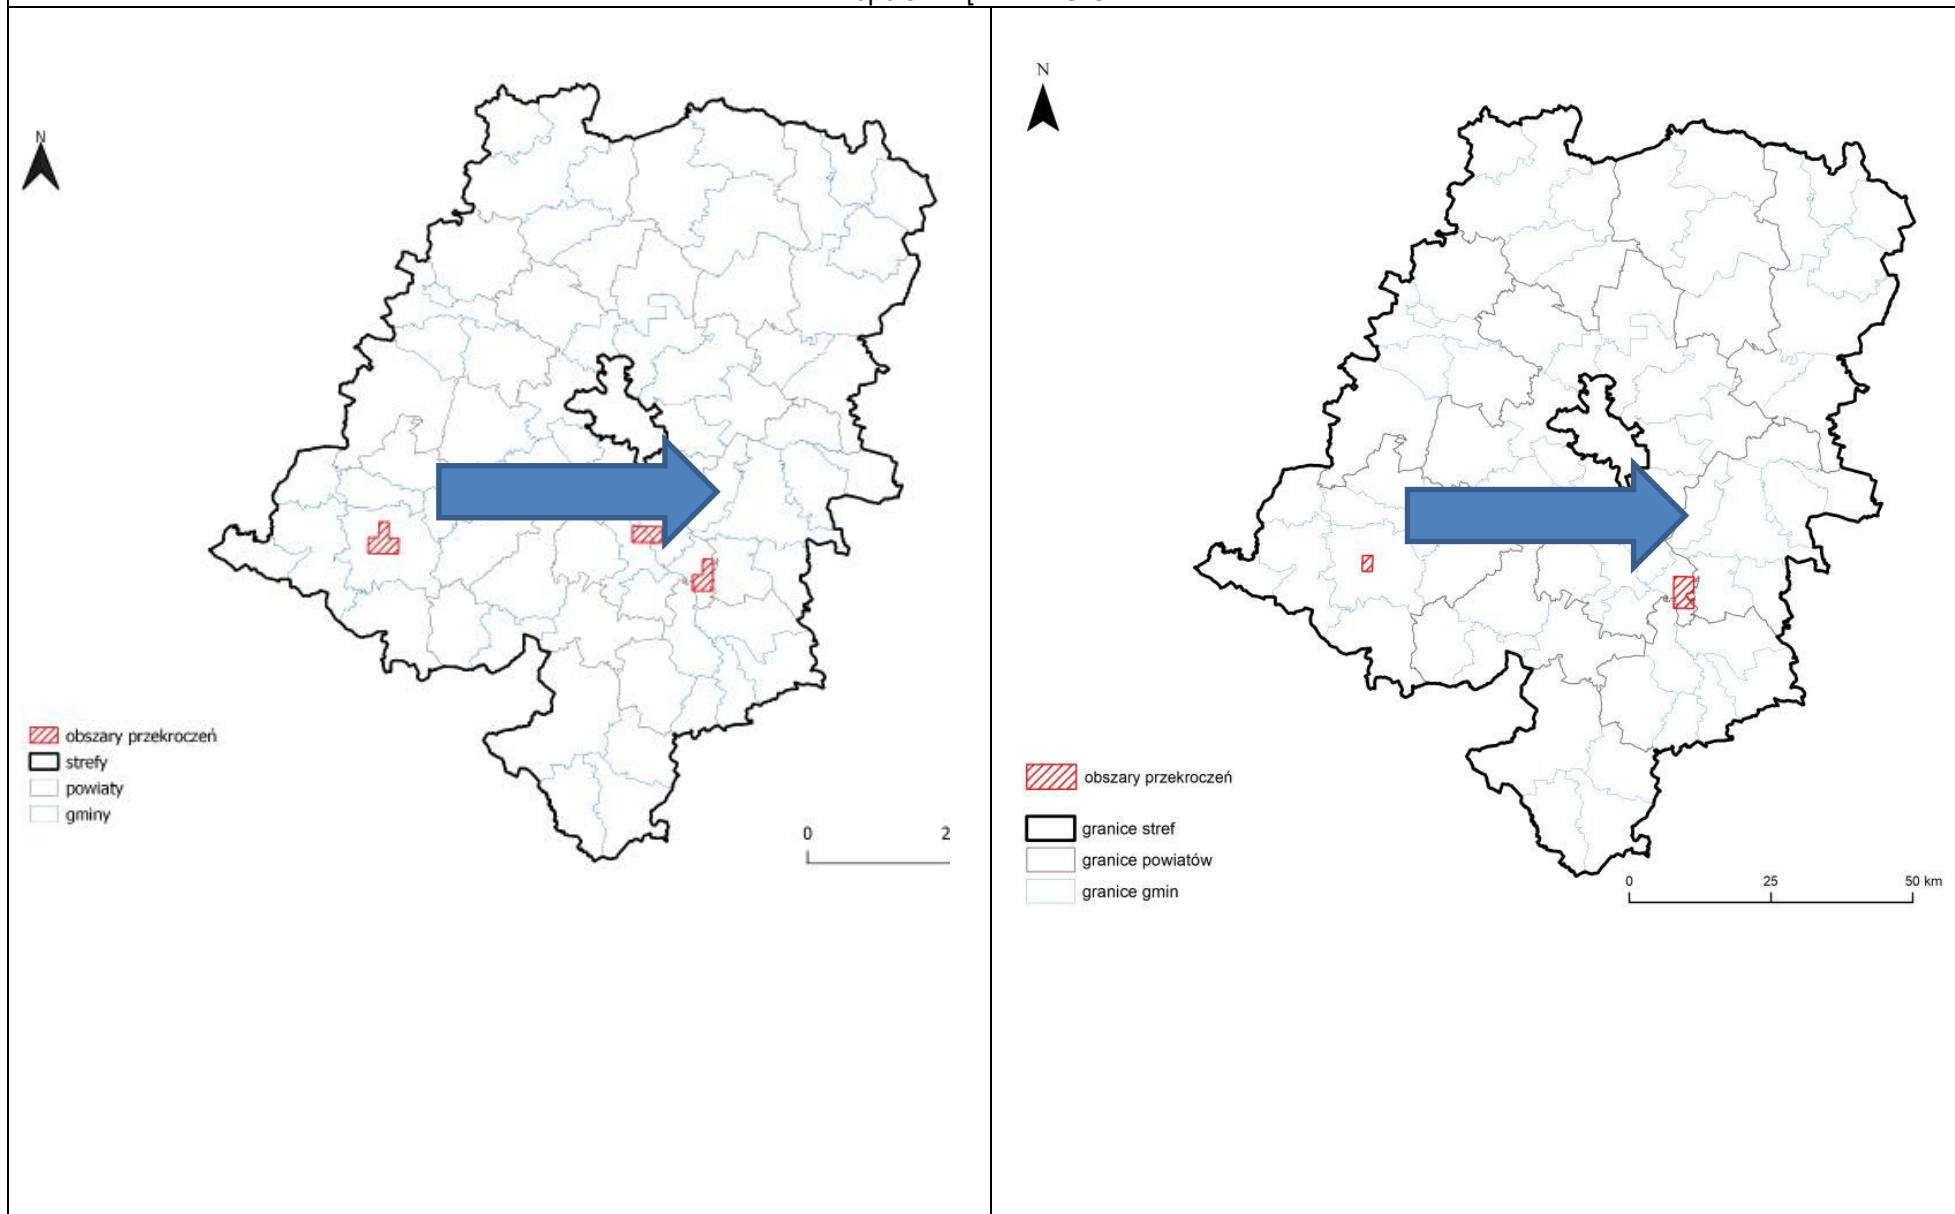 N
obszary przekroczeń
strefy
powiaty
gminy
0 2
N
obszary przekroczeń
granice stref
granice powiatów
granice gmin
0 25 50 km